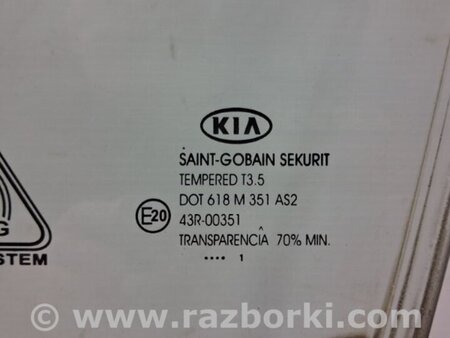 KIA
SAINT-GOBAIN SEKURIT
TEMPERED T3.5
DOT 618 M 351 AS2
E20
43R-00351
TRANSPARENCIA 70% MIN.
•••• 1
G
STEM
© www.razborki.com